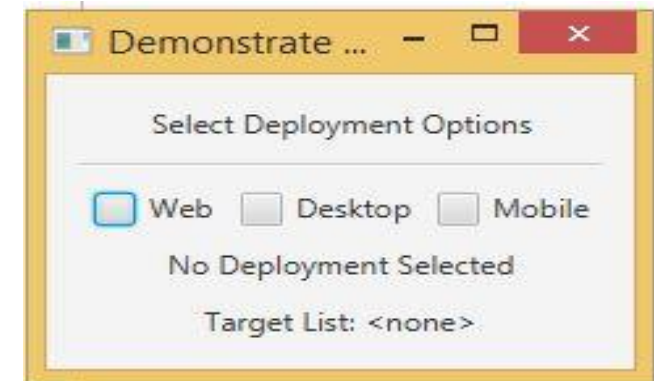 Demonstrate ...
Select Deployment Options
Web Desktop Mobile
No Deployment Selected
Target List: <none>